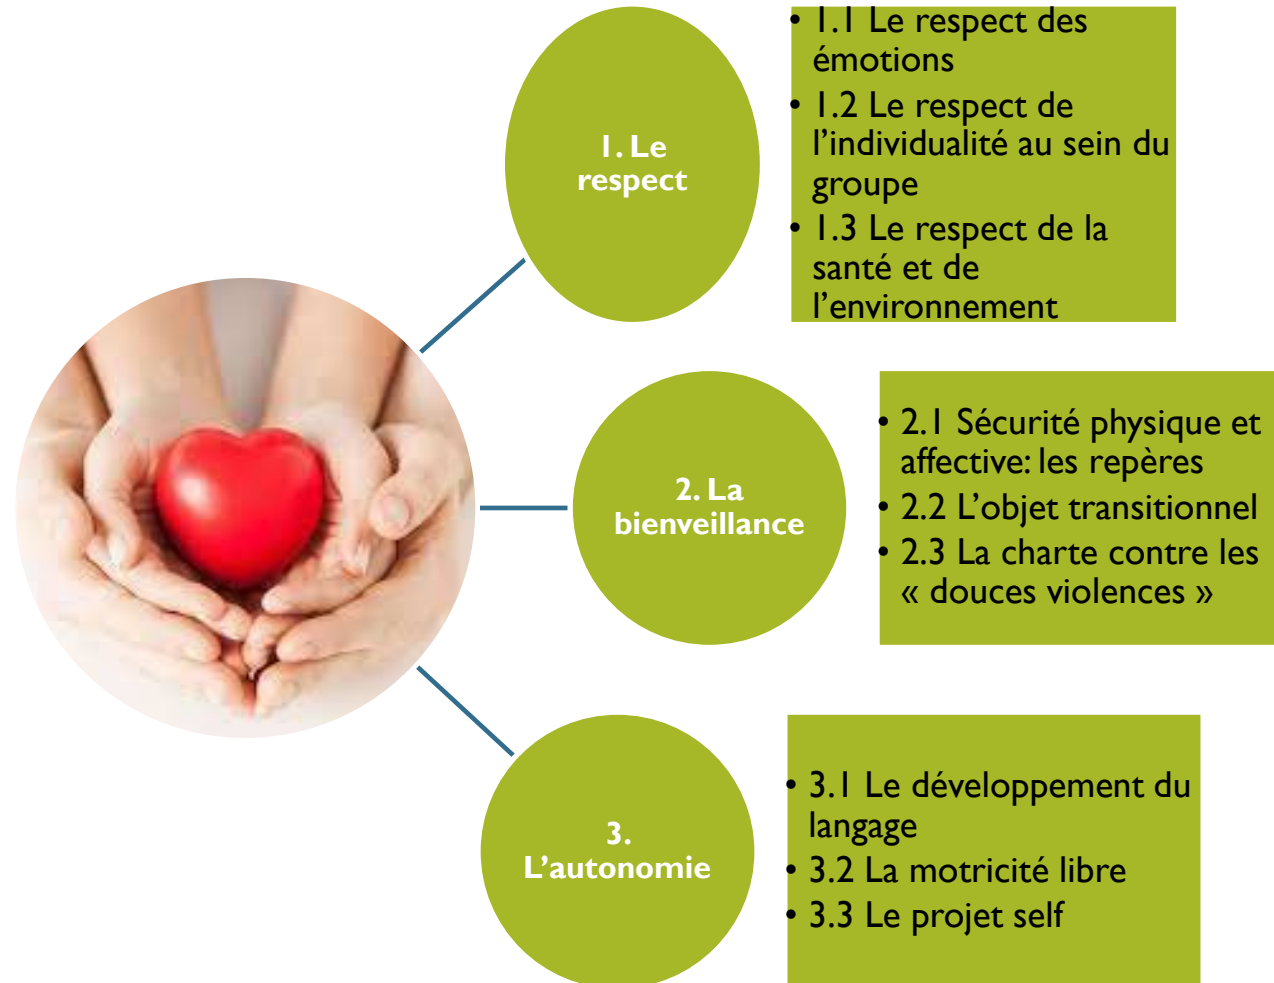 1. Le
respect
• 1.1 Le respect des
émotions
• 1.2 Le respect de
l’individualité au sein du
groupe
• 1.3 Le respect de la
santé et de
l’environnement
2. La
bienveillance
• 2.1 Sécurité physique et
affective: les repères
• 2.2 L’objet transitionnel
• 2.3 La charte contre les
« douces violences »
3.
L’autonomie
• 3.1 Le développement du
langage
• 3.2 La motricité libre
• 3.3 Le projet self